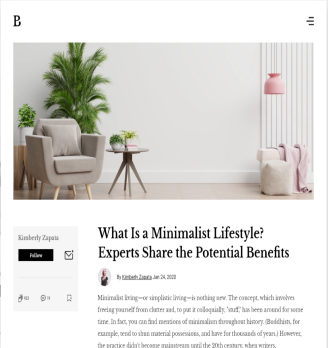 B
What Is a Minimalist Lifestyle?
Experts Share the Potential Benefits
Kimberly Zapata
Follow
By Kimberly Zapata Jan 24, 2020
Minimalist living—or simplistic living—is nothing new. The concept, which involves
freeing yourself from clutter and, to put it colloquially, "stuff," has been around for some
time. In fact, you can find mentions of minimalism throughout history. (Buddhists, for
example, tend to shun material possessions, and have for thousands of years.) However,
the practice didn't become mainstream until the 20th century, when writers,